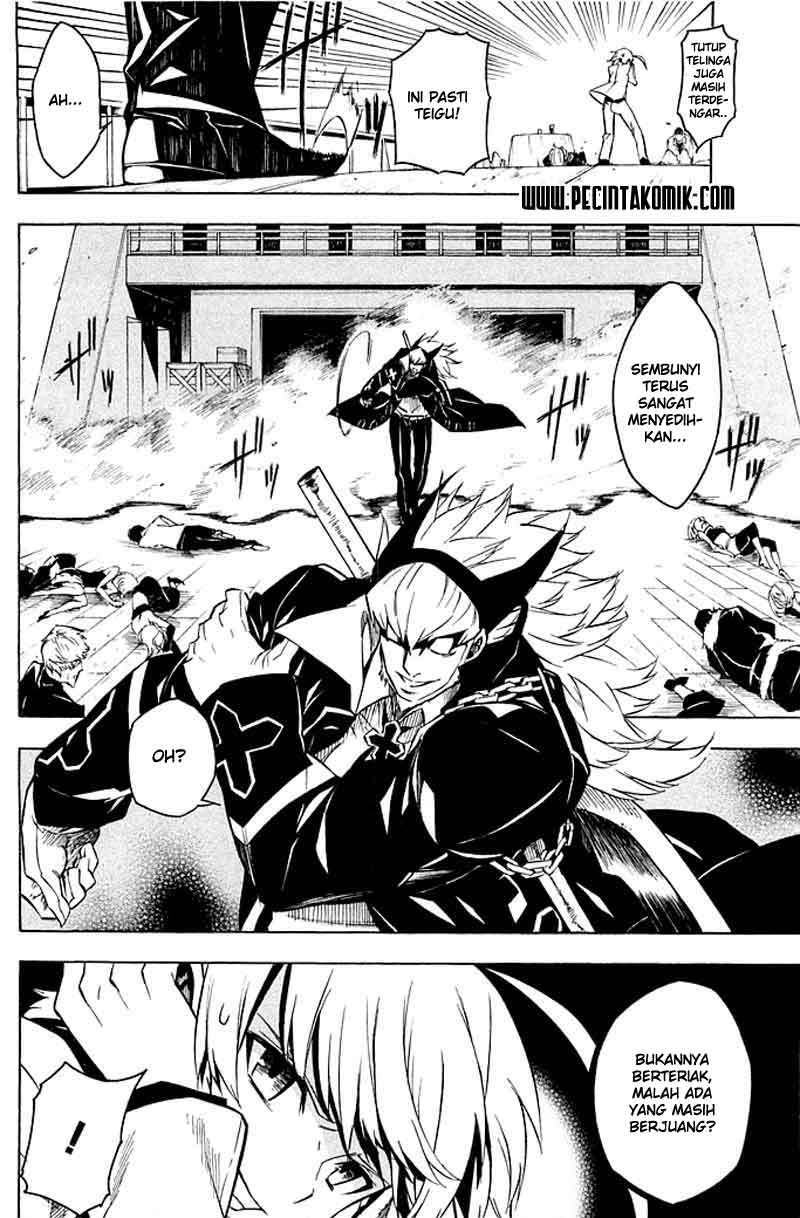 TUTUP
TELINGA
JUGA
MASIH
TERDE-
NGAR..
INI PASTI
TEIGU!
AH...
WWW.PECINTAKOMIK.COM
SEMBUNYI
TERUS
SANGAT
MENYEDIH-
KAN...
OH?
BUKANNYA
BERTERIAK,
MALAH ADA
YANG MASIH
BERJUANG?
!